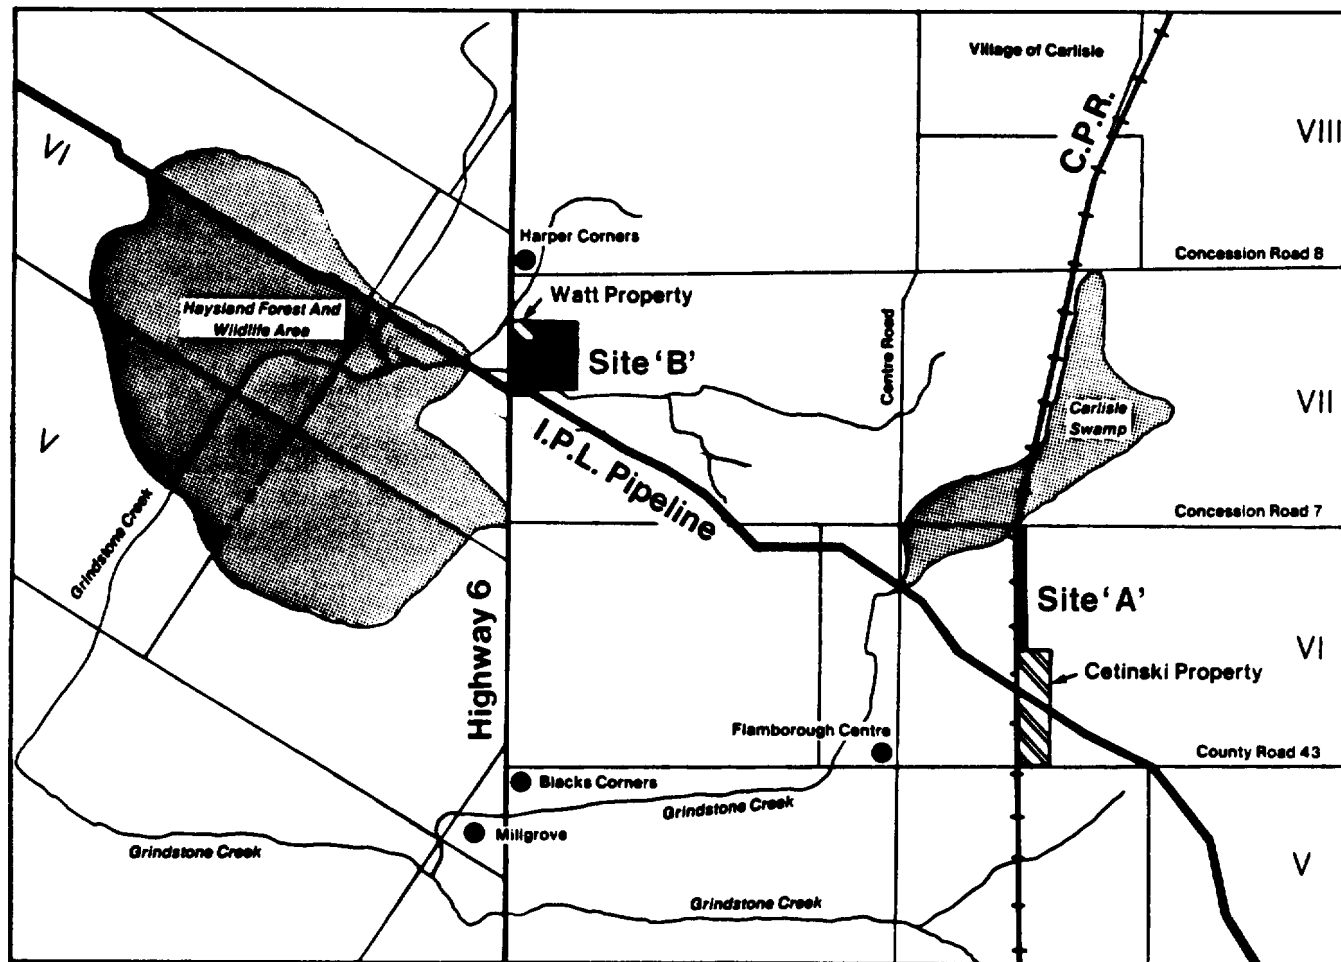 Village of Carlisle
C.P.R.
VIII
VI
Harper Corners
Concession Road 8
Haysland Forest And
Wildlife Area
Watt Property
Site 'B'
Centre Road
Carlisle
Swamp
VII
V
I.P.L. Pipeline
Grindstone Creek
Concession Road 7
Highway 6
Site 'A'
VI
Cetinski Property
Flamborough Centre
County Road 43
Blacks Corners
Grindstone Creek
Millgrove
Grindstone Creek
V
Grindstone Creek